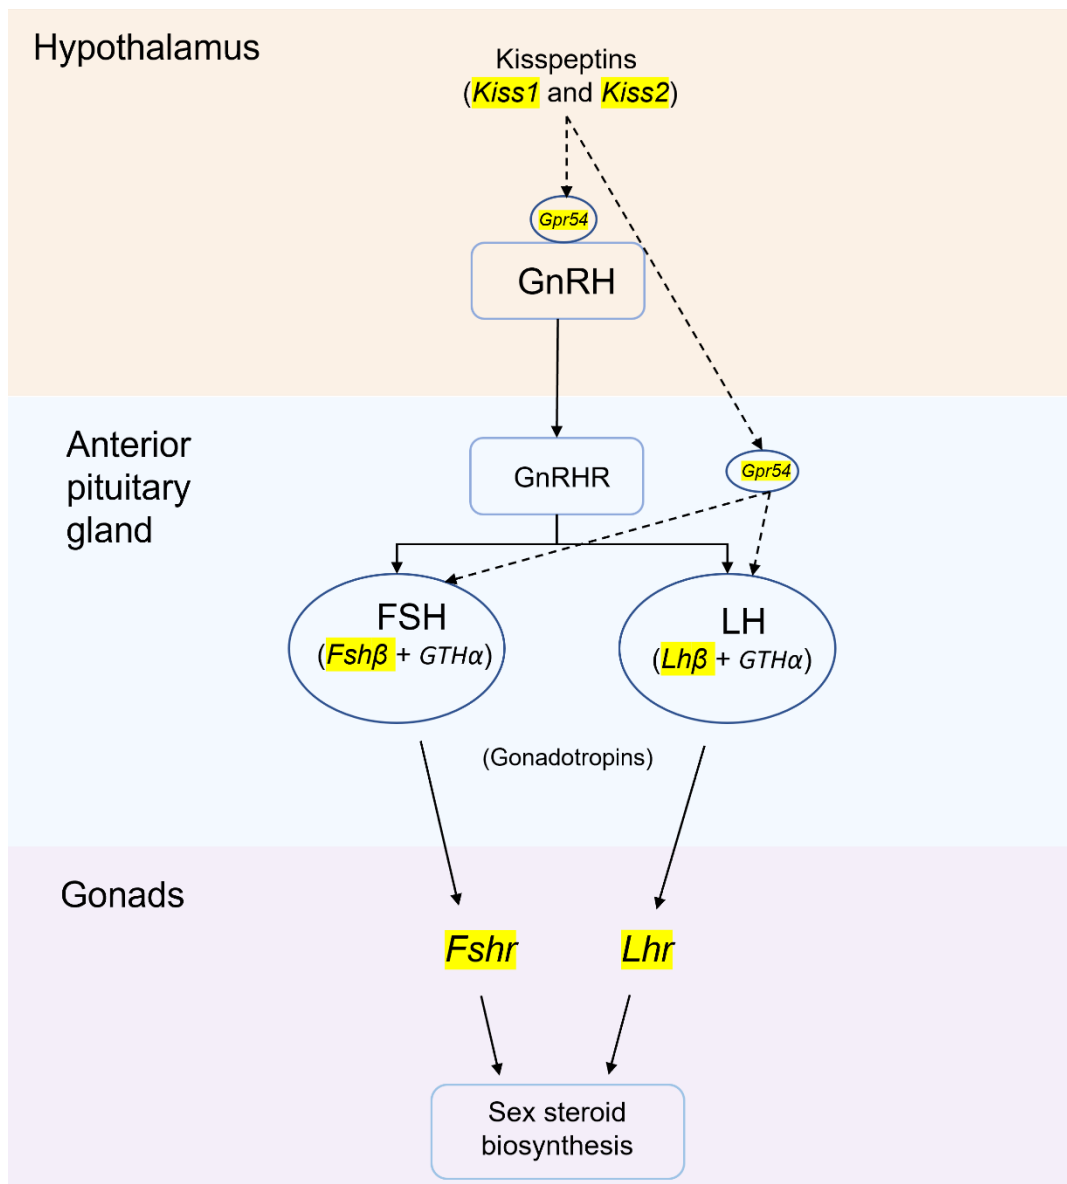 Hypothalamus
Kisspeptins
(Kiss1 and Kiss2)
Gpr54
GnRH
Anterior
pituitary
gland
GnRHR
Gpr54
FSH
(Fshβ + GTHα)
LH
(Lhβ + GTHα)
(Gonadotropins)
Gonads
Fshr
Lhr
Sex steroid
biosynthesis